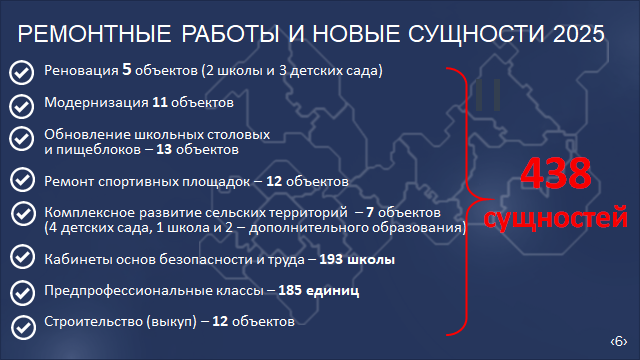 РЕМОНТНЫЕ РАБОТЫ И НОВЫЕ СУЩНОСТИ 2025
Реновация 5 объектов (2 школы и 3 детских сада)
Модернизация 11 объектов
Обновление школьных столовых
и пищеблоков – 13 объектов
Ремонт спортивных площадок – 12 объектов
Комплексное развитие сельских территорий – 7 объектов
(4 детских сада, 1 школа и 2 – дополнительного образования)
Кабинеты основ безопасности и труда – 193 школы
Предпрофессиональные классы – 185 единиц
Строительство (выкуп) – 12 объектов
438
сущностей
‹6›